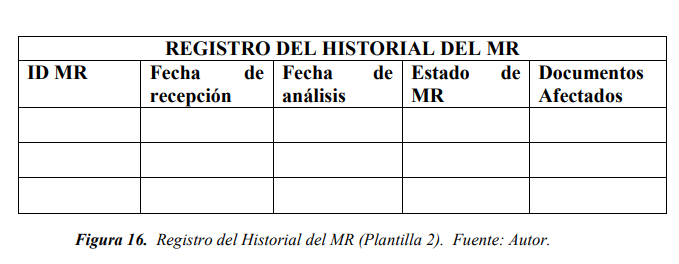 REGISTRO DEL HISTORIAL DEL MR
ID MR Fecha de Fecha de Estado de Documentos
recepción análisis MR Afectados
Figura 16. Registro del Historial del MR (Plantilla 2). Fuente: Autor.